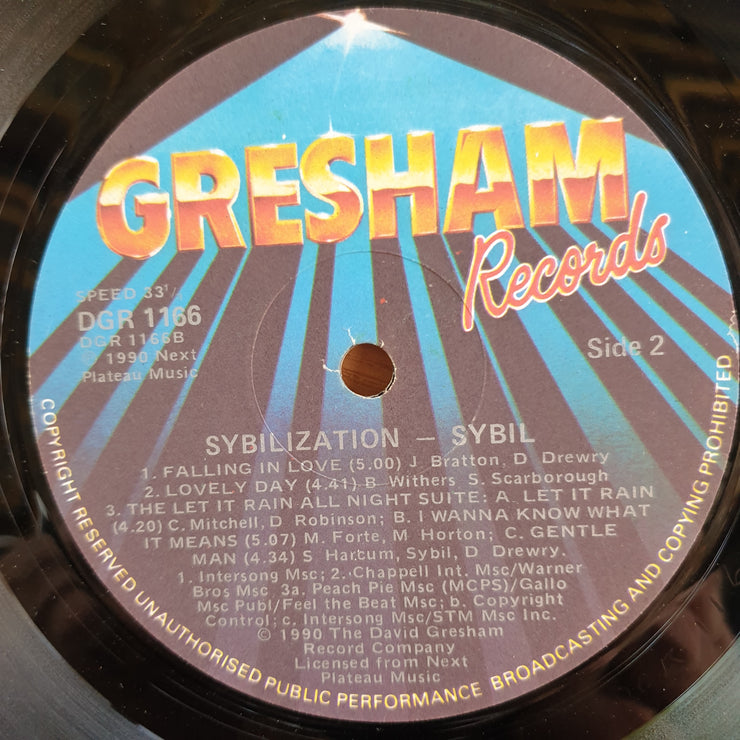 GRESHAM
Records
SPEED 33 1/
DGR 1166
DGR 1166B
© 1990 Next
Plateau Music
Side 2
SYBILIZATION – SYBIL
1. FALLING IN LOVE (5.00) J Bratton, D Drewry
2. LOVELY DAY (4.41) B Withers S. Scarborough
3. THE LET IT RAIN ALL NIGHT SUITE: A. LET IT RAIN
(4.20) C. Mitchell, D Robinson; B. I WANNA KNOW WHAT
IT MEANS (5.07) M. Forte, M Horton; C. GENTLE
MAN (4.34) S Hartum, Sybil, D Drewry.
1. Intersong Msc; 2. Chappell Int. Msc/Warner
Bros Msc 3a. Peach Pie Msc (MCPS)/Gallo
Msc Publ/Feel the Beat Msc; b. Copyright
Control; c. Intersong Msc/STM Msc Inc.
© 1990 The David Gresham
Record Company
Licensed from Next
Plateau Music
COPYRIGHT RESERVED UNAUTHORISED PUBLIC PERFORMANCE BROADCASTING AND COPYING PROHIBITED